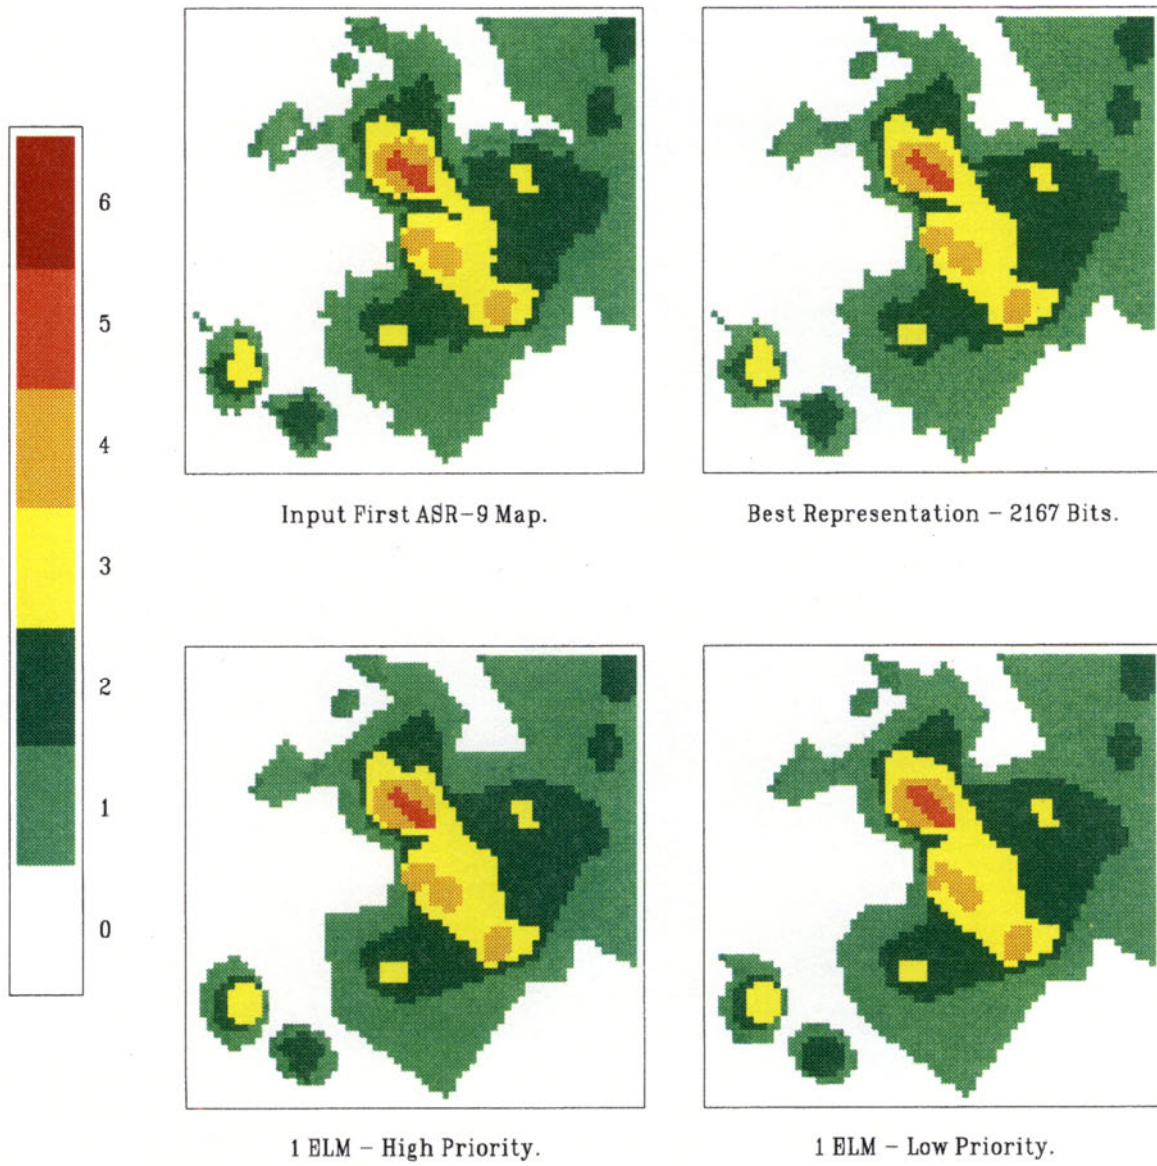 6
5
4
3
2
1
0
Input First ASR-9 Map.
Best Representation - 2167 Bits.
1 ELM - High Priority.
1 ELM - Low Priority.